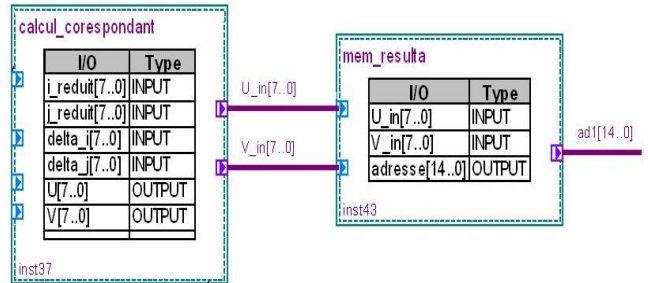 calcul_corespondant
I/O Type
i_reduit[7..0] INPUT
j_reduit[7..0] INPUT
delta_i[7..0] INPUT
delta_j[7..0] INPUT
U[7..0] OUTPUT
V[7..0] OUTPUT
inst37
U_in[7..0]
V_in[7..0]
mem_resulta
I/O Type
U_in[7..0] INPUT
V_in[7..0] INPUT
adresse[14..0] OUTPUT
inst43
ad1[14..0]